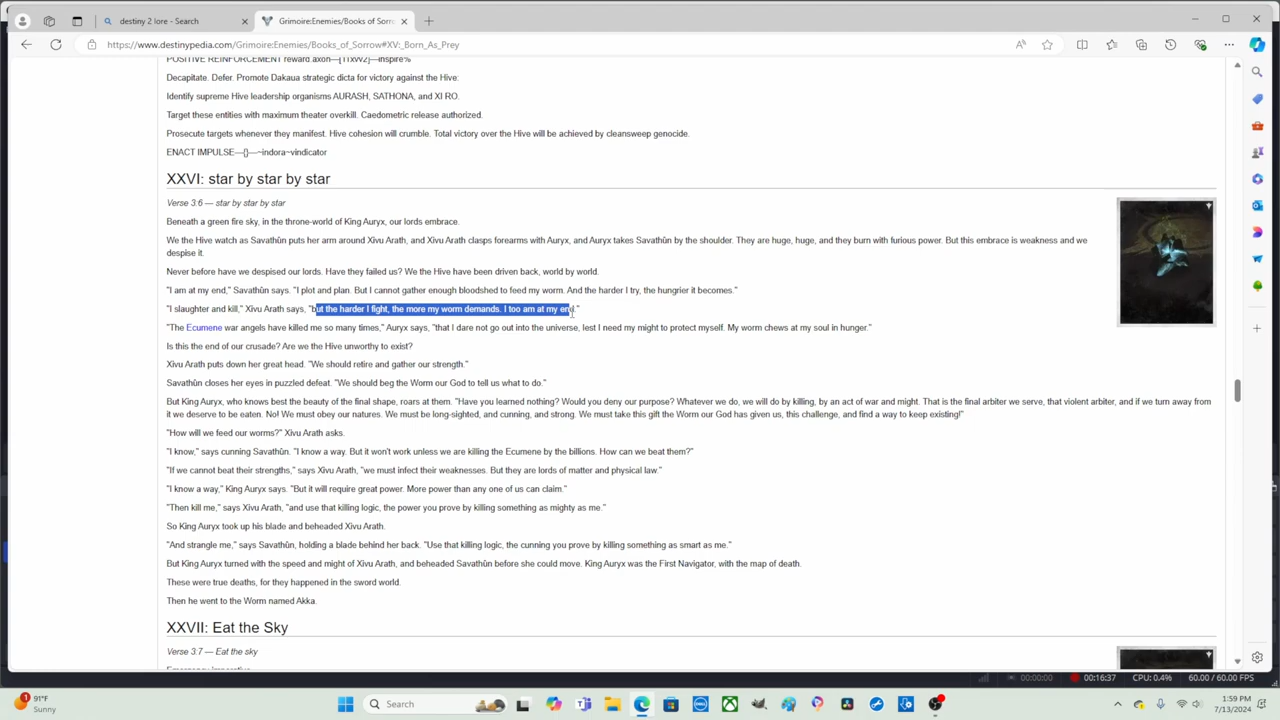 destiny 2 lore - Search
Grimoire:Enemies/Books of Sorrow
https://www.destinypedia.com/Grimoire:Enemies/Books_of_Sorrow#XV:_Born_As_Prey
POSITIVE REINFORCEMENT reward.axon—[11xVv2]—inspire%
Decapitate. Defer. Promote Dakaua strategic dicta for victory against the Hive:
Identify supreme Hive leadership organisms AURASH, SATHONA, and XI RO.
Target these entities with maximum theater overkill. Caedometric release authorized.
Prosecute targets whenever they manifest. Hive cohesion will crumble. Total victory over the Hive will be achieved by cleansweep genocide.
ENACT IMPULSE—{}—~indora~vindicator
XXVI: star by star by star
Verse 3:6 — star by star by star
Beneath a green fire sky, in the throne-world of King Auryx, our lords embrace.
We the Hive watch as Savathûn puts her arm around Xivu Arath, and Xivu Arath clasps forearms with Auryx, and Auryx takes Savathûn by the shoulder. They are huge, huge, and they burn with furious power. But this embrace is weakness and we
despise it.
Never before have we despised our lords. Have they failed us? We the Hive have been driven back, world by world.
"I am at my end," Savathûn says. "I plot and plan. But I cannot gather enough bloodshed to feed my worm. And the harder I try, the hungrier it becomes."
"I slaughter and kill," Xivu Arath says, "but the harder I fight, the more my worm demands. I too am at my end."
"The Ecumene war angels have killed me so many times," Auryx says, "that I dare not go out into the universe, lest I need my might to protect myself. My worm chews at my soul in hunger."
Is this the end of our crusade? Are we the Hive unworthy to exist?
Xivu Arath puts down her great head. "We should retire and gather our strength."
Savathûn closes her eyes in puzzled defeat. "We should beg the Worm our God to tell us what to do."
But King Auryx, who knows best the beauty of the final shape, roars at them. "Have you learned nothing? Would you deny our purpose? Whatever we do, we will do by killing, by an act of war and might. That is the final arbiter we serve, that violent arbiter, and if we turn away from
it we deserve to be eaten. No! We must obey our natures. We must be long-sighted, and cunning, and strong. We must take this gift the Worm our God has given us, this challenge, and find a way to keep existing!"
"How will we feed our worms?" Xivu Arath asks.
"I know," says cunning Savathûn. "I know a way. But it won't work unless we are killing the Ecumene by the billions. How can we beat them?"
"If we cannot beat their strengths," says Xivu Arath, "we must infect their weaknesses. But they are lords of matter and physical law."
"I know a way," King Auryx says. "But it will require great power. More power than any one of us can claim."
"Then kill me," says Xivu Arath, "and use that killing logic, the power you prove by killing something as mighty as me."
So King Auryx took up his blade and beheaded Xivu Arath.
"And strangle me," says Savathûn, holding a blade behind her back. "Use that killing logic, the cunning you prove by killing something as smart as me."
But King Auryx turned with the speed and might of Xivu Arath, and beheaded Savathûn before she could move. King Auryx was the First Navigator, with the map of death.
These were true deaths, for they happened in the sword world.
Then he went to the Worm named Akka.
XXVII: Eat the Sky
Verse 3:7 — Eat the sky
00:00:00
00:16:37
CPU: 0.4%
60.00 / 60.00 FPS
1
91°F
Sunny
Search
1:59 PM
7/13/2024